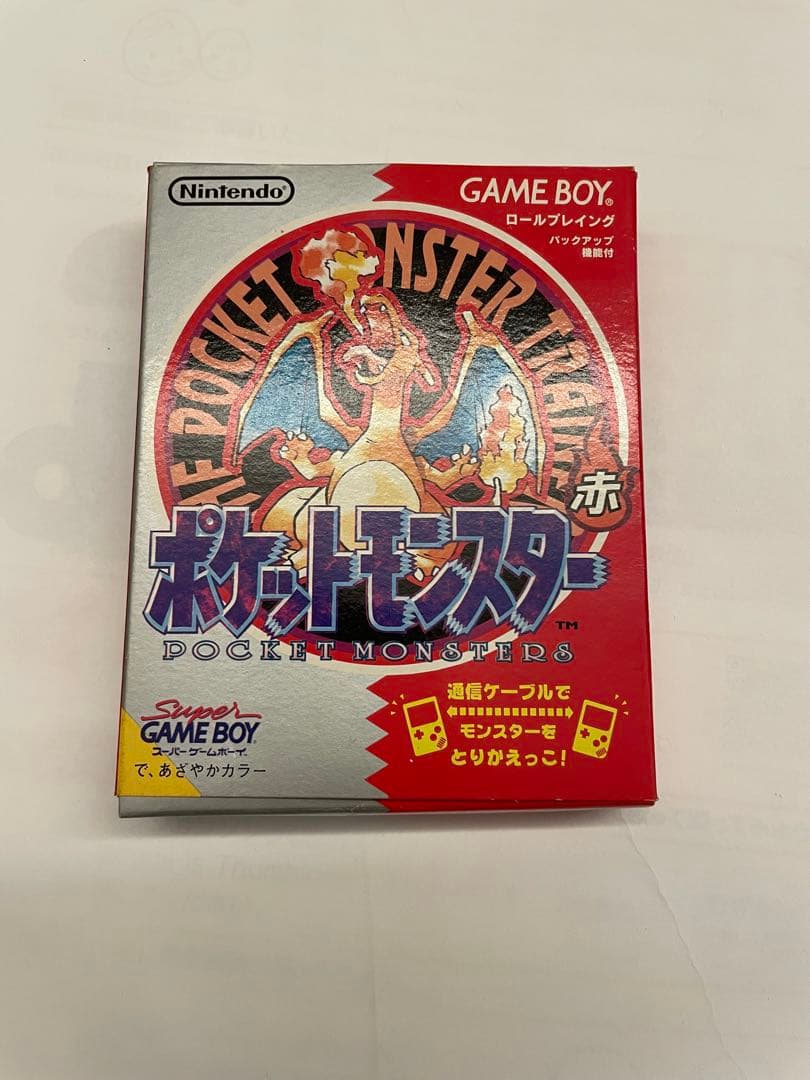 Nintendo
GAME BOY®
ロールプレイング
バックアップ
機能付
THE POCKET MONSTER TRAINER
赤
ポケットモンスター
TM
POCKET MONSTERS
通信ケーブルで
モンスターを
とりかえっこ!
Super
GAME BOY
スーパーゲームボーイ
で、あざやかカラー